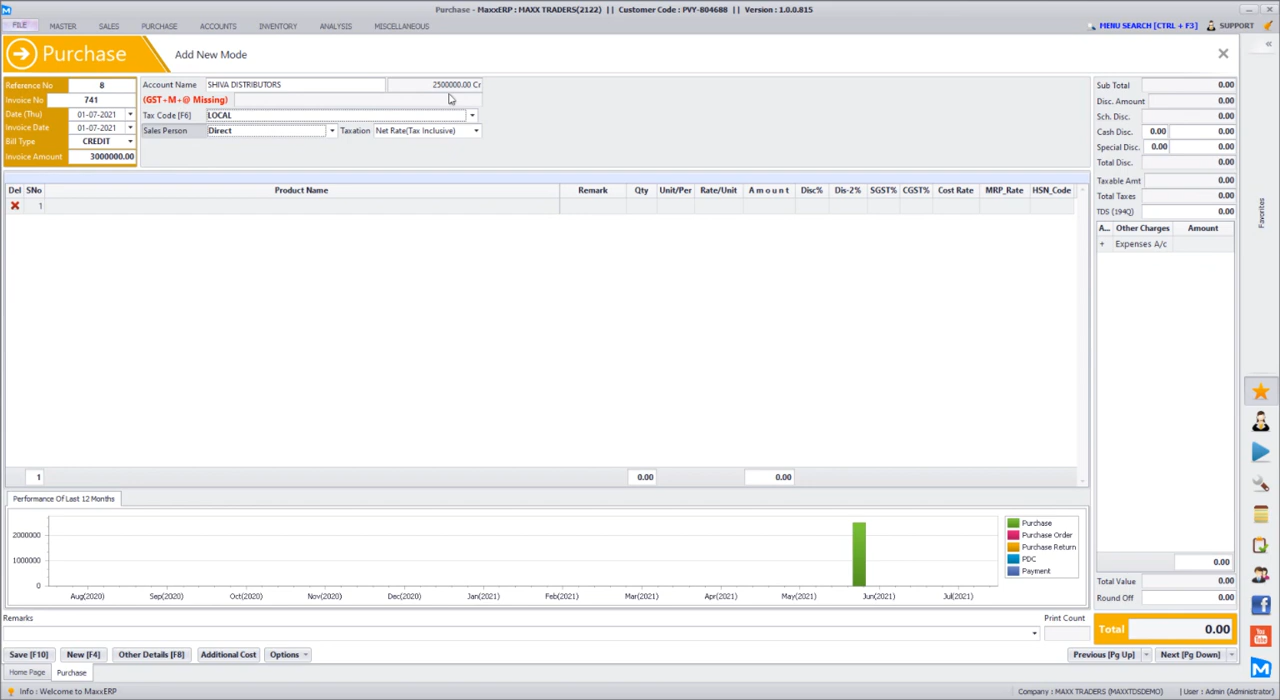 Purchase - MaxxERP : MAXX TRADERS(2122) || Customer Code : PVY-804688 || Version : 1.0.0.815
FILE MASTER SALES PURCHASE ACCOUNTS INVENTORY ANALYSIS MISCELLANEOUS MENU SEARCH [CTRL + F3] SUPPORT
Purchase Add New Mode
Reference No 8 Account Name SHIVA DISTRIBUTORS 2500000.00 Cr
Invoice No 741 (GST+M+@ Missing)
Date (Thu) 01-07-2021 Tax Code [F6] LOCAL
Invoice Date 01-07-2021 Sales Person Direct Taxation Net Rate(Tax Inclusive)
Bill Type CREDIT
Invoice Amount 3000000.00
Sub Total 0.00
Disc. Amount 0.00
Sch. Disc. 0.00
Cash Disc. 0.00 0.00
Special Disc. 0.00 0.00
Total Disc. 0.00
Taxable Amt 0.00
Total Taxes 0.00
TDS (194Q) 0.00
A... Other Charges Amount
+ Expenses A/c
Favorites
Del SNo Product Name Remark Qty Unit/Per Rate/Unit A m o u n t Disc% Dis-2% SGST% CGST% Cost Rate MRP_Rate HSN_Code
1
1 0.00 0.00
Performance Of Last 12 Months
2000000
1000000
0
Aug(2020) Sep(2020) Oct(2020) Nov(2020) Dec(2020) Jan(2021) Feb(2021) Mar(2021) Apr(2021) May(2021) Jun(2021) Jul(2021)
Purchase
Purchase Order
Purchase Return
PDC
Payment
0.00
Total Value 0.00
Round Off 0.00
Remarks Print Count
Total 0.00
Save [F10] New [F4] Other Details [F8] Additional Cost Options Previous [Pg Up] Next [Pg Down]
Home Page Purchase
Info : Welcome to MaxxERP Company : MAXX TRADERS (MAXXTDSDEMO) User : Admin (Administrator)